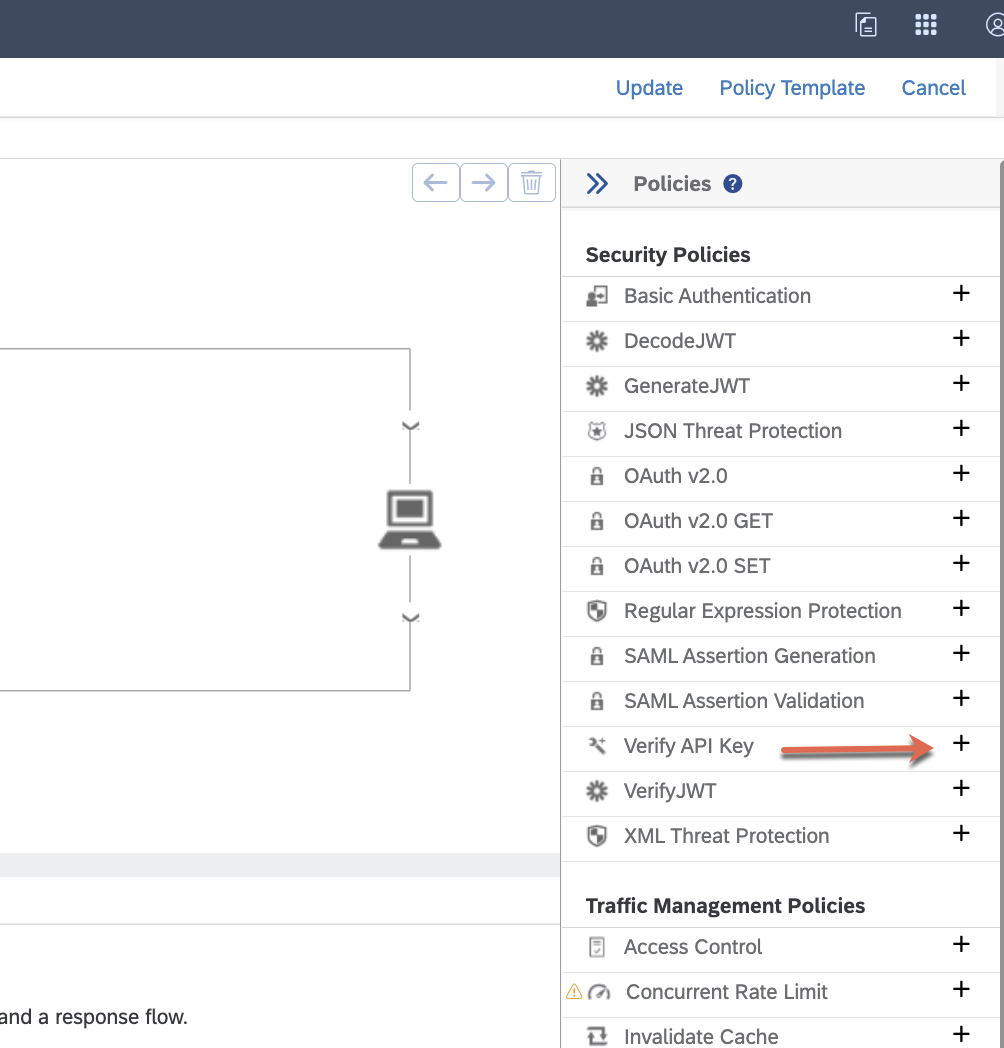 Update Policy Template Cancel
Policies ?
Security Policies
Basic Authentication +
DecodeJWT +
GenerateJWT +
JSON Threat Protection +
OAuth v2.0 +
OAuth v2.0 GET +
OAuth v2.0 SET +
Regular Expression Protection +
SAML Assertion Generation +
SAML Assertion Validation +
Verify API Key +
VerifyJWT +
XML Threat Protection +
Traffic Management Policies
Access Control +
Concurrent Rate Limit +
Invalidate Cache +
and a response flow.